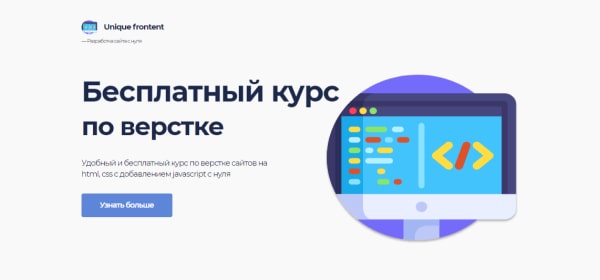 Unique frontent
— Разработка сайта с нуля
Бесплатный курс
по верстке
Удобный и бесплатный курс по верстке сайтов на
html, css с добавлением javascript с нуля
Узнать больше